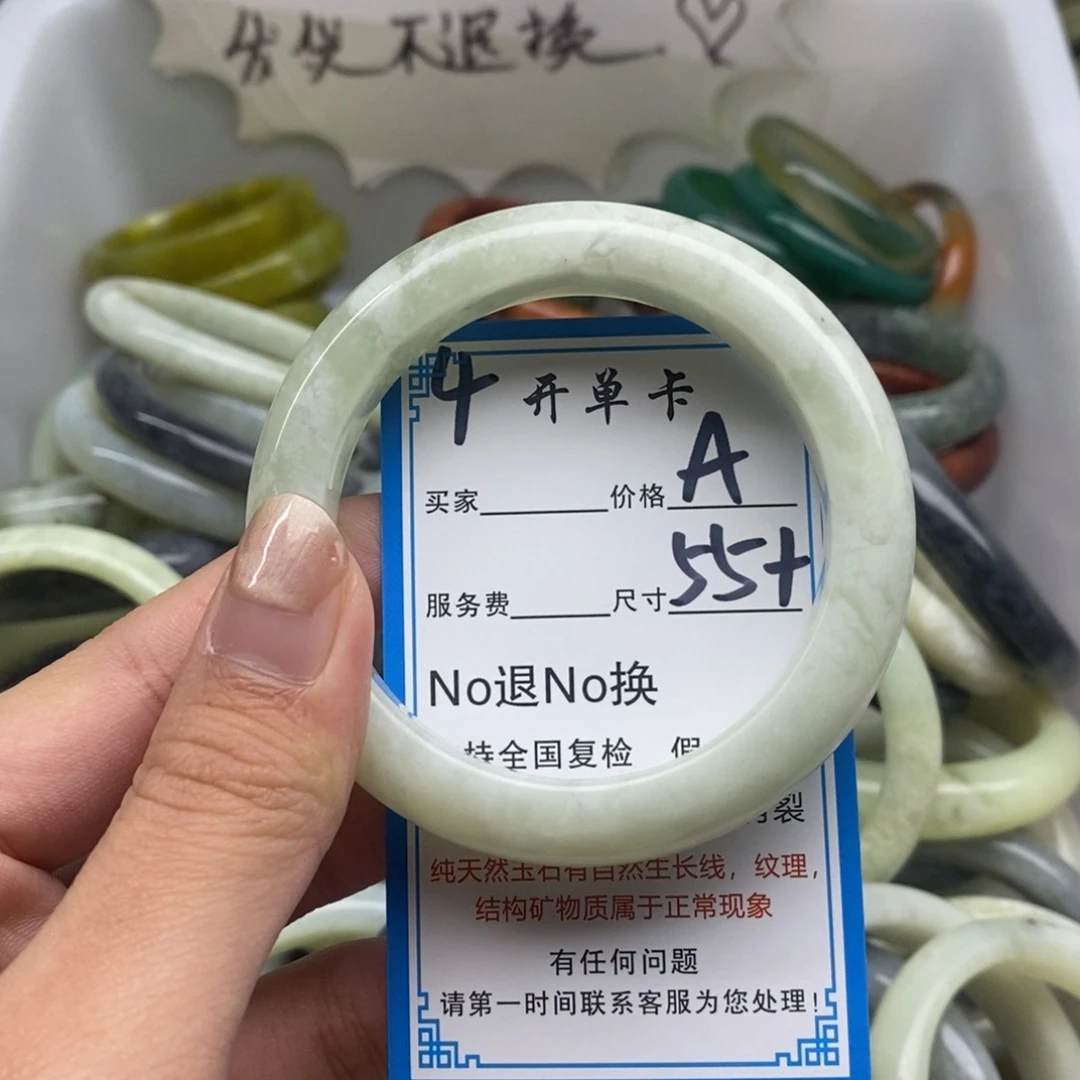 不退换
4 开单卡
买家 价格 A
服务费 尺寸 55+
No退No换
持全国复检 假
裂
纯天然玉石有自然生长线，纹理，
结构矿物质属于正常现象
有任何问题
请第一时间联系客服为您处理！